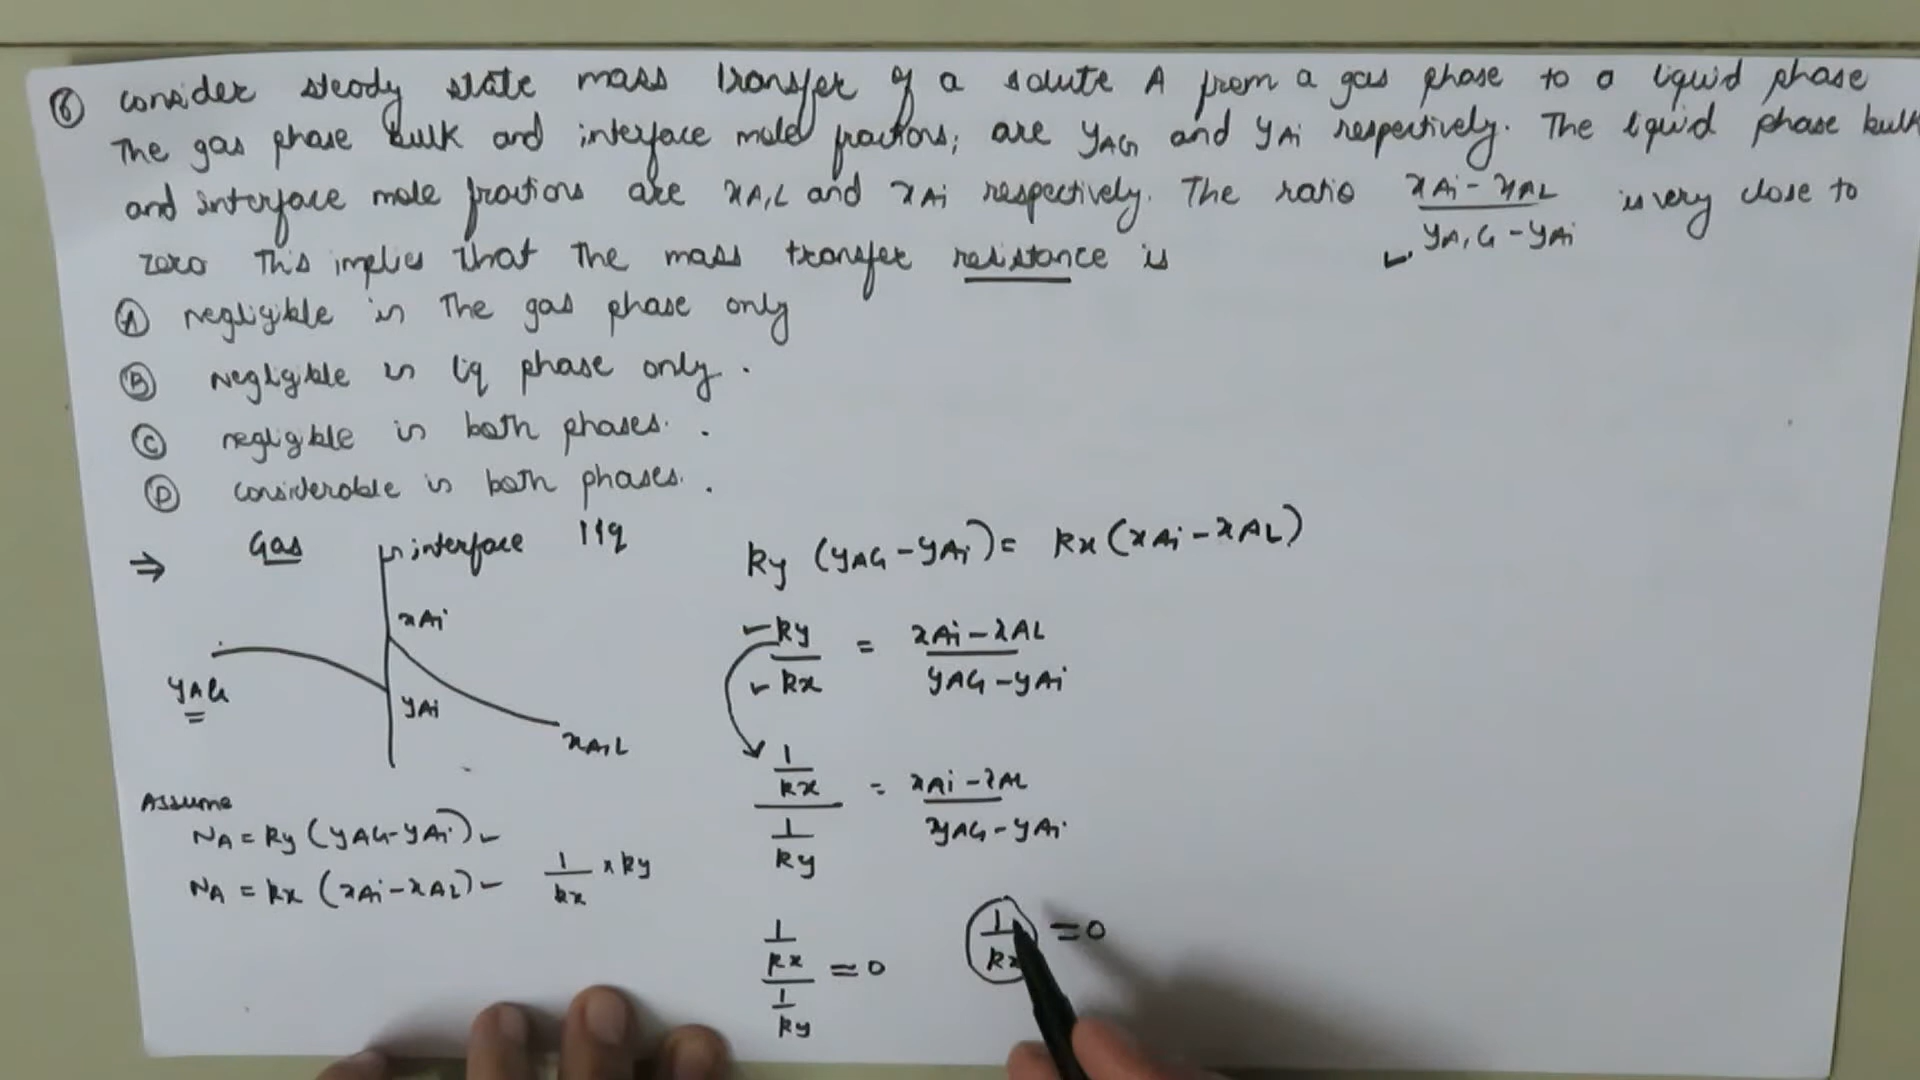 ⑥ consider steady state mass transfer of a solute A from a gas phase to a liquid phase
The gas phase bulk and interface mole fractions; are yAG and yAi respectively. The liquid phase bulk
and interface mole fractions are xA,L and xAi respectively. The ratio (xAi - xAL)/(yA,G - yAi) is very close to
zero This implies that the mass transfer resistance is
Ⓐ negligible in the gas phase only
Ⓑ Negligible in liq phase only.
Ⓒ negligible in both phases.
Ⓓ considerable in both phases.
⇒ Gas interface liq
xAi
yAG
yAi
xA,L
Assume
NA = ky (yAG - yAi)
NA = kx (xAi - xAL)
1/kx × ky
ky (yAG - yAi) = kx (xAi - xAL)
ky/kx = (xAi - xAL)/(yAG - yAi)
(1/kx)/(1/ky) = (xAi - xAL)/(yAG - yAi)
(1/kx)/(1/ky) = 0
1/kx = 0